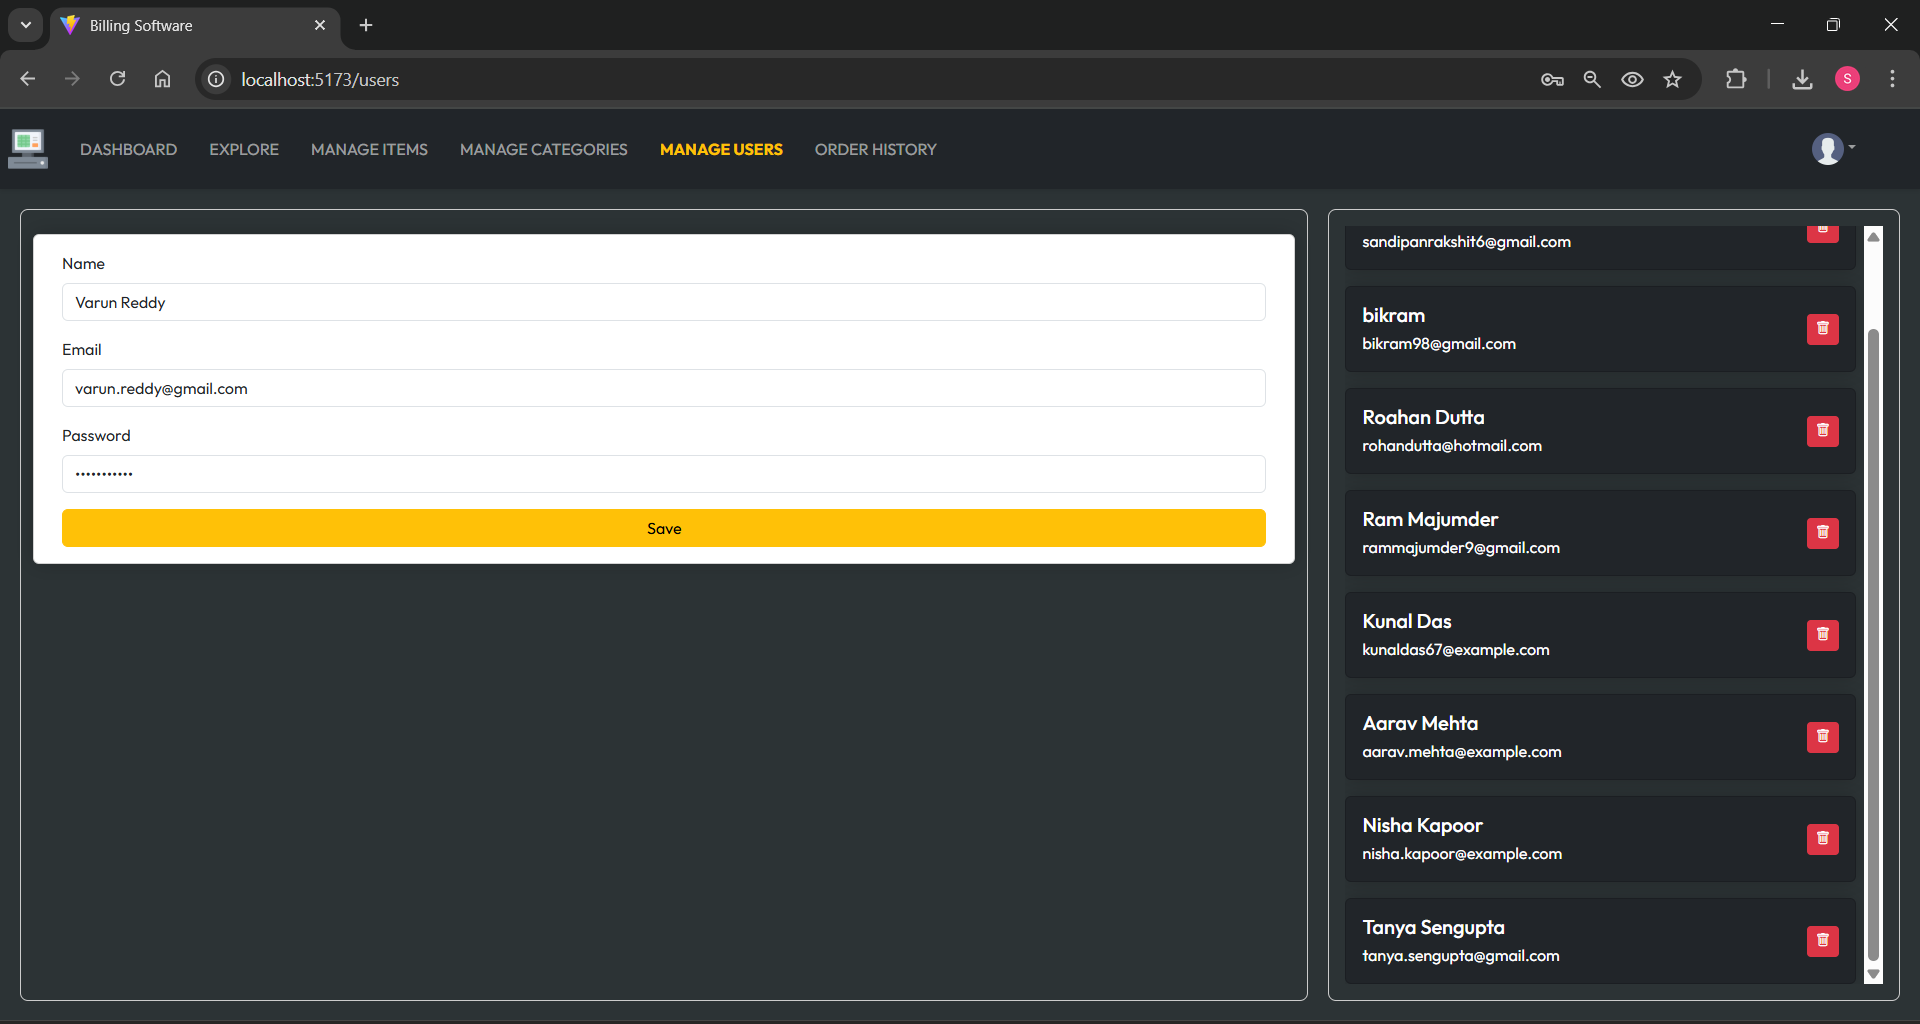 Billing Software
localhost:5173/users
S
DASHBOARD
EXPLORE
MANAGE ITEMS
MANAGE CATEGORIES
MANAGE USERS
ORDER HISTORY
Name
Varun Reddy
Email
varun.reddy@gmail.com
Password
•••••••••••
Save
sandipanrakshit6@gmail.com
bikram
bikram98@gmail.com
Roahan Dutta
rohandutta@hotmail.com
Ram Majumder
rammajumder9@gmail.com
Kunal Das
kunaldas67@example.com
Aarav Mehta
aarav.mehta@example.com
Nisha Kapoor
nisha.kapoor@example.com
Tanya Sengupta
tanya.sengupta@gmail.com